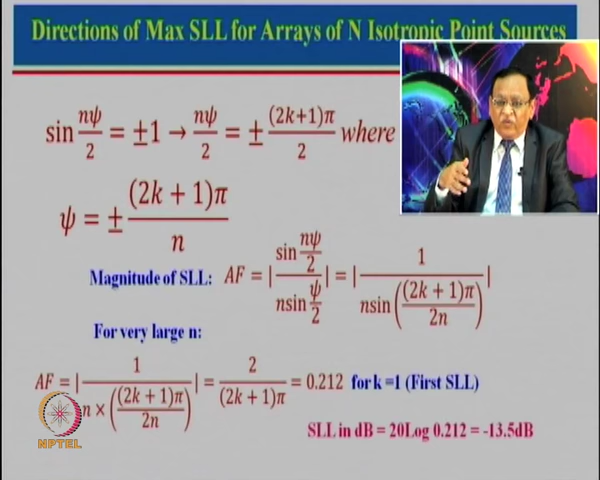 Directions of Max SLL for Arrays of N Isotropic Point Sources
sin nψ/2 = ±1 → nψ/2 = ± (2k+1)π/2 where
ψ = ± (2k + 1)π/n
Magnitude of SLL: AF = | sin nψ/2 / n sin ψ/2 | = | 1 / n sin ((2k + 1)π/2n) |
For very large n:
AF = | 1 / n × ((2k + 1)π/2n) | = 2/(2k + 1)π = 0.212 for k =1 (First SLL)
NPTEL
SLL in dB = 20Log 0.212 = -13.5dB